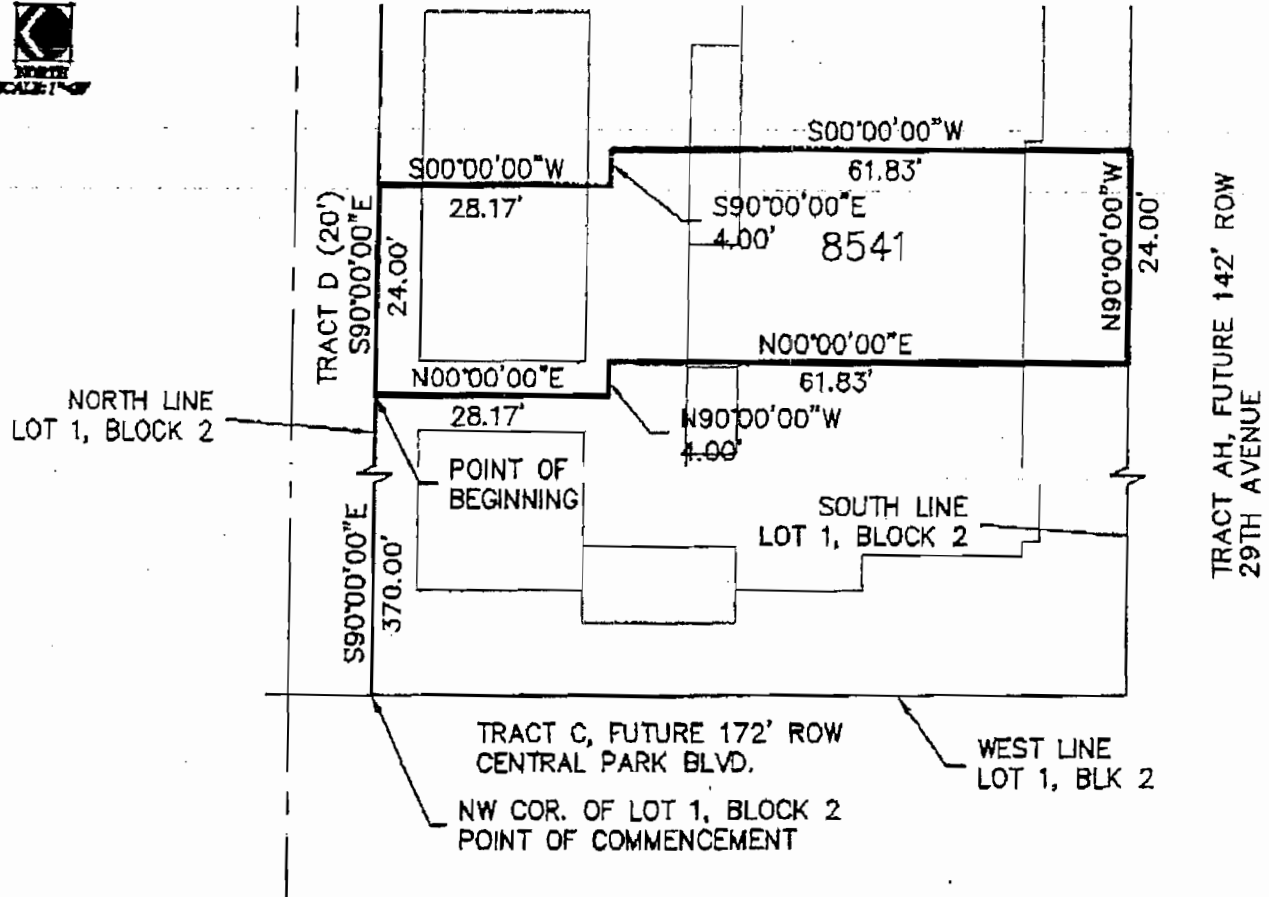 NORTH
S00°00'00"W
61.83'
S00°00'00"W
28.17'
S90°00'00"E
4.00'
8541
N90°00'00"W
24.00'
TRACT D (20')
S90°00'00"E
24.00'
N00°00'00"E
61.83'
N00°00'00"E
28.17'
N90°00'00"W
4.00'
NORTH LINE
LOT 1, BLOCK 2
POINT OF
BEGINNING
SOUTH LINE
LOT 1, BLOCK 2
TRACT AH, FUTURE 142' ROW
29TH AVENUE
S90°00'00"E
370.00'
TRACT C, FUTURE 172' ROW
CENTRAL PARK BLVD.
WEST LINE
LOT 1, BLK 2
NW COR. OF LOT 1, BLOCK 2
POINT OF COMMENCEMENT